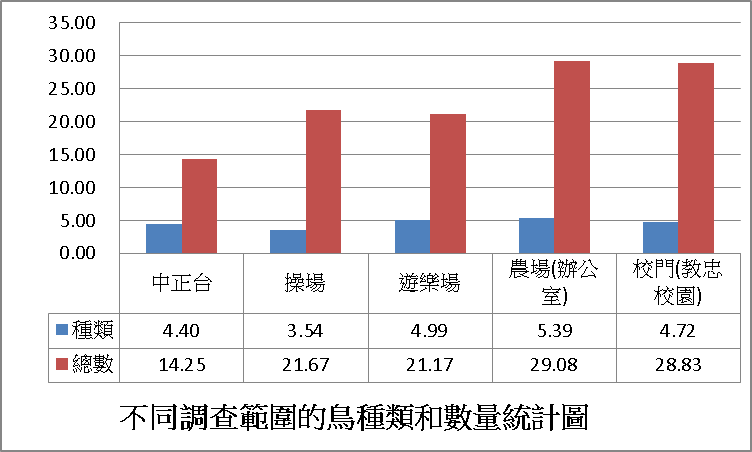 35.00
30.00
25.00
20.00
15.00
10.00
5.00
0.00
中正台 操場 遊樂場 農場(辦公室) 校門(教忠校園)
種類 4.40 3.54 4.99 5.39 4.72
總數 14.25 21.67 21.17 29.08 28.83
不同調查範圍的鳥種類和數量統計圖